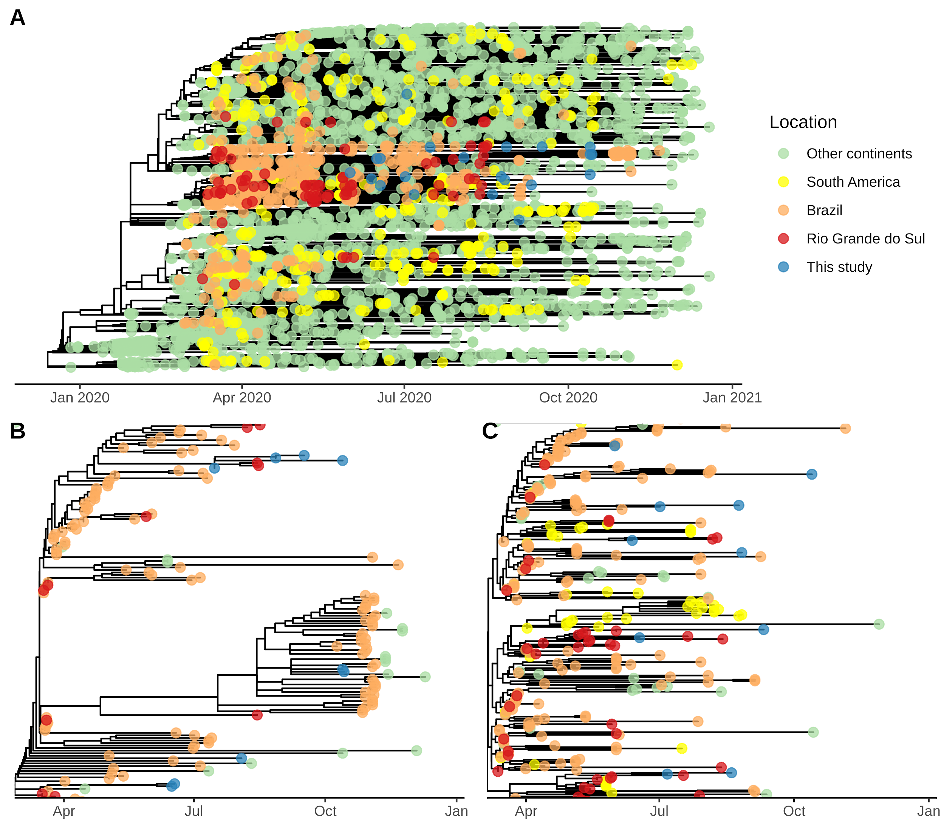 A
Location
Other continents
South America
Brazil
Rio Grande do Sul
This study
Jan 2020 Apr 2020 Jul 2020 Oct 2020 Jan 2021
B C
Apr Jul Oct Jan Apr Jul Oct Jan